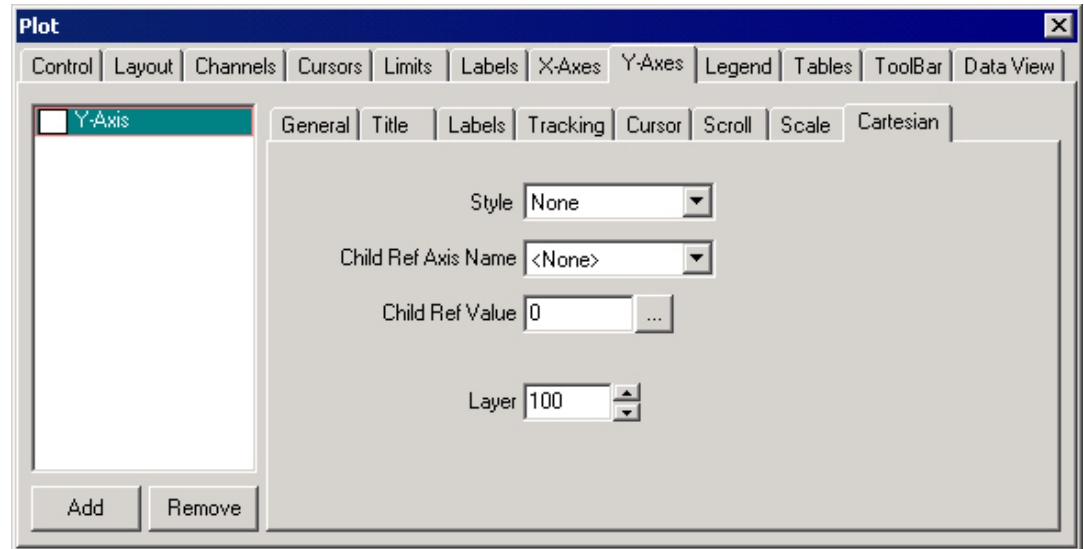 Plot
Control Layout Channels Cursors Limits Labels X-Axes Y-Axes Legend Tables ToolBar Data View
Y-Axis
General Title Labels Tracking Cursor Scroll Scale Cartesian
Style None
Child Ref Axis Name <None>
Child Ref Value 0 ...
Layer 100
Add Remove